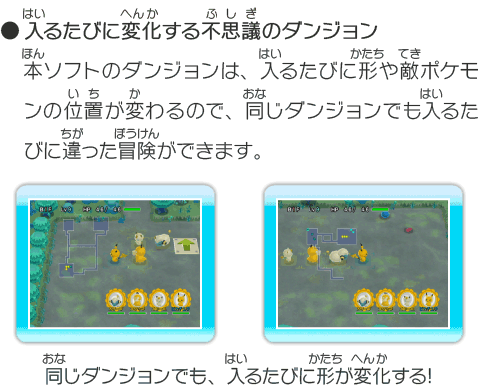 ●入るたびに変化する不思議のダンジョン
本ソフトのダンジョンは、入るたびに形や敵ポケモ
ンの位置が変わるので、同じダンジョンでも入るた
びに違った冒険ができます。
同じダンジョンでも、入るたびに形が変化する!